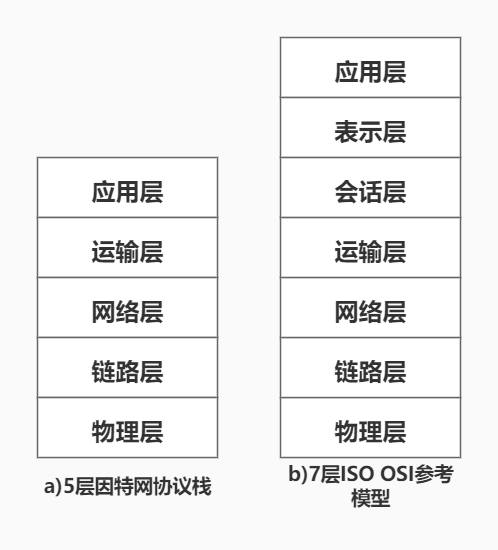 应用层
运输层
网络层
链路层
物理层
a)5层因特网协议栈
应用层
表示层
会话层
运输层
网络层
链路层
物理层
b)7层ISO OSI参考
模型